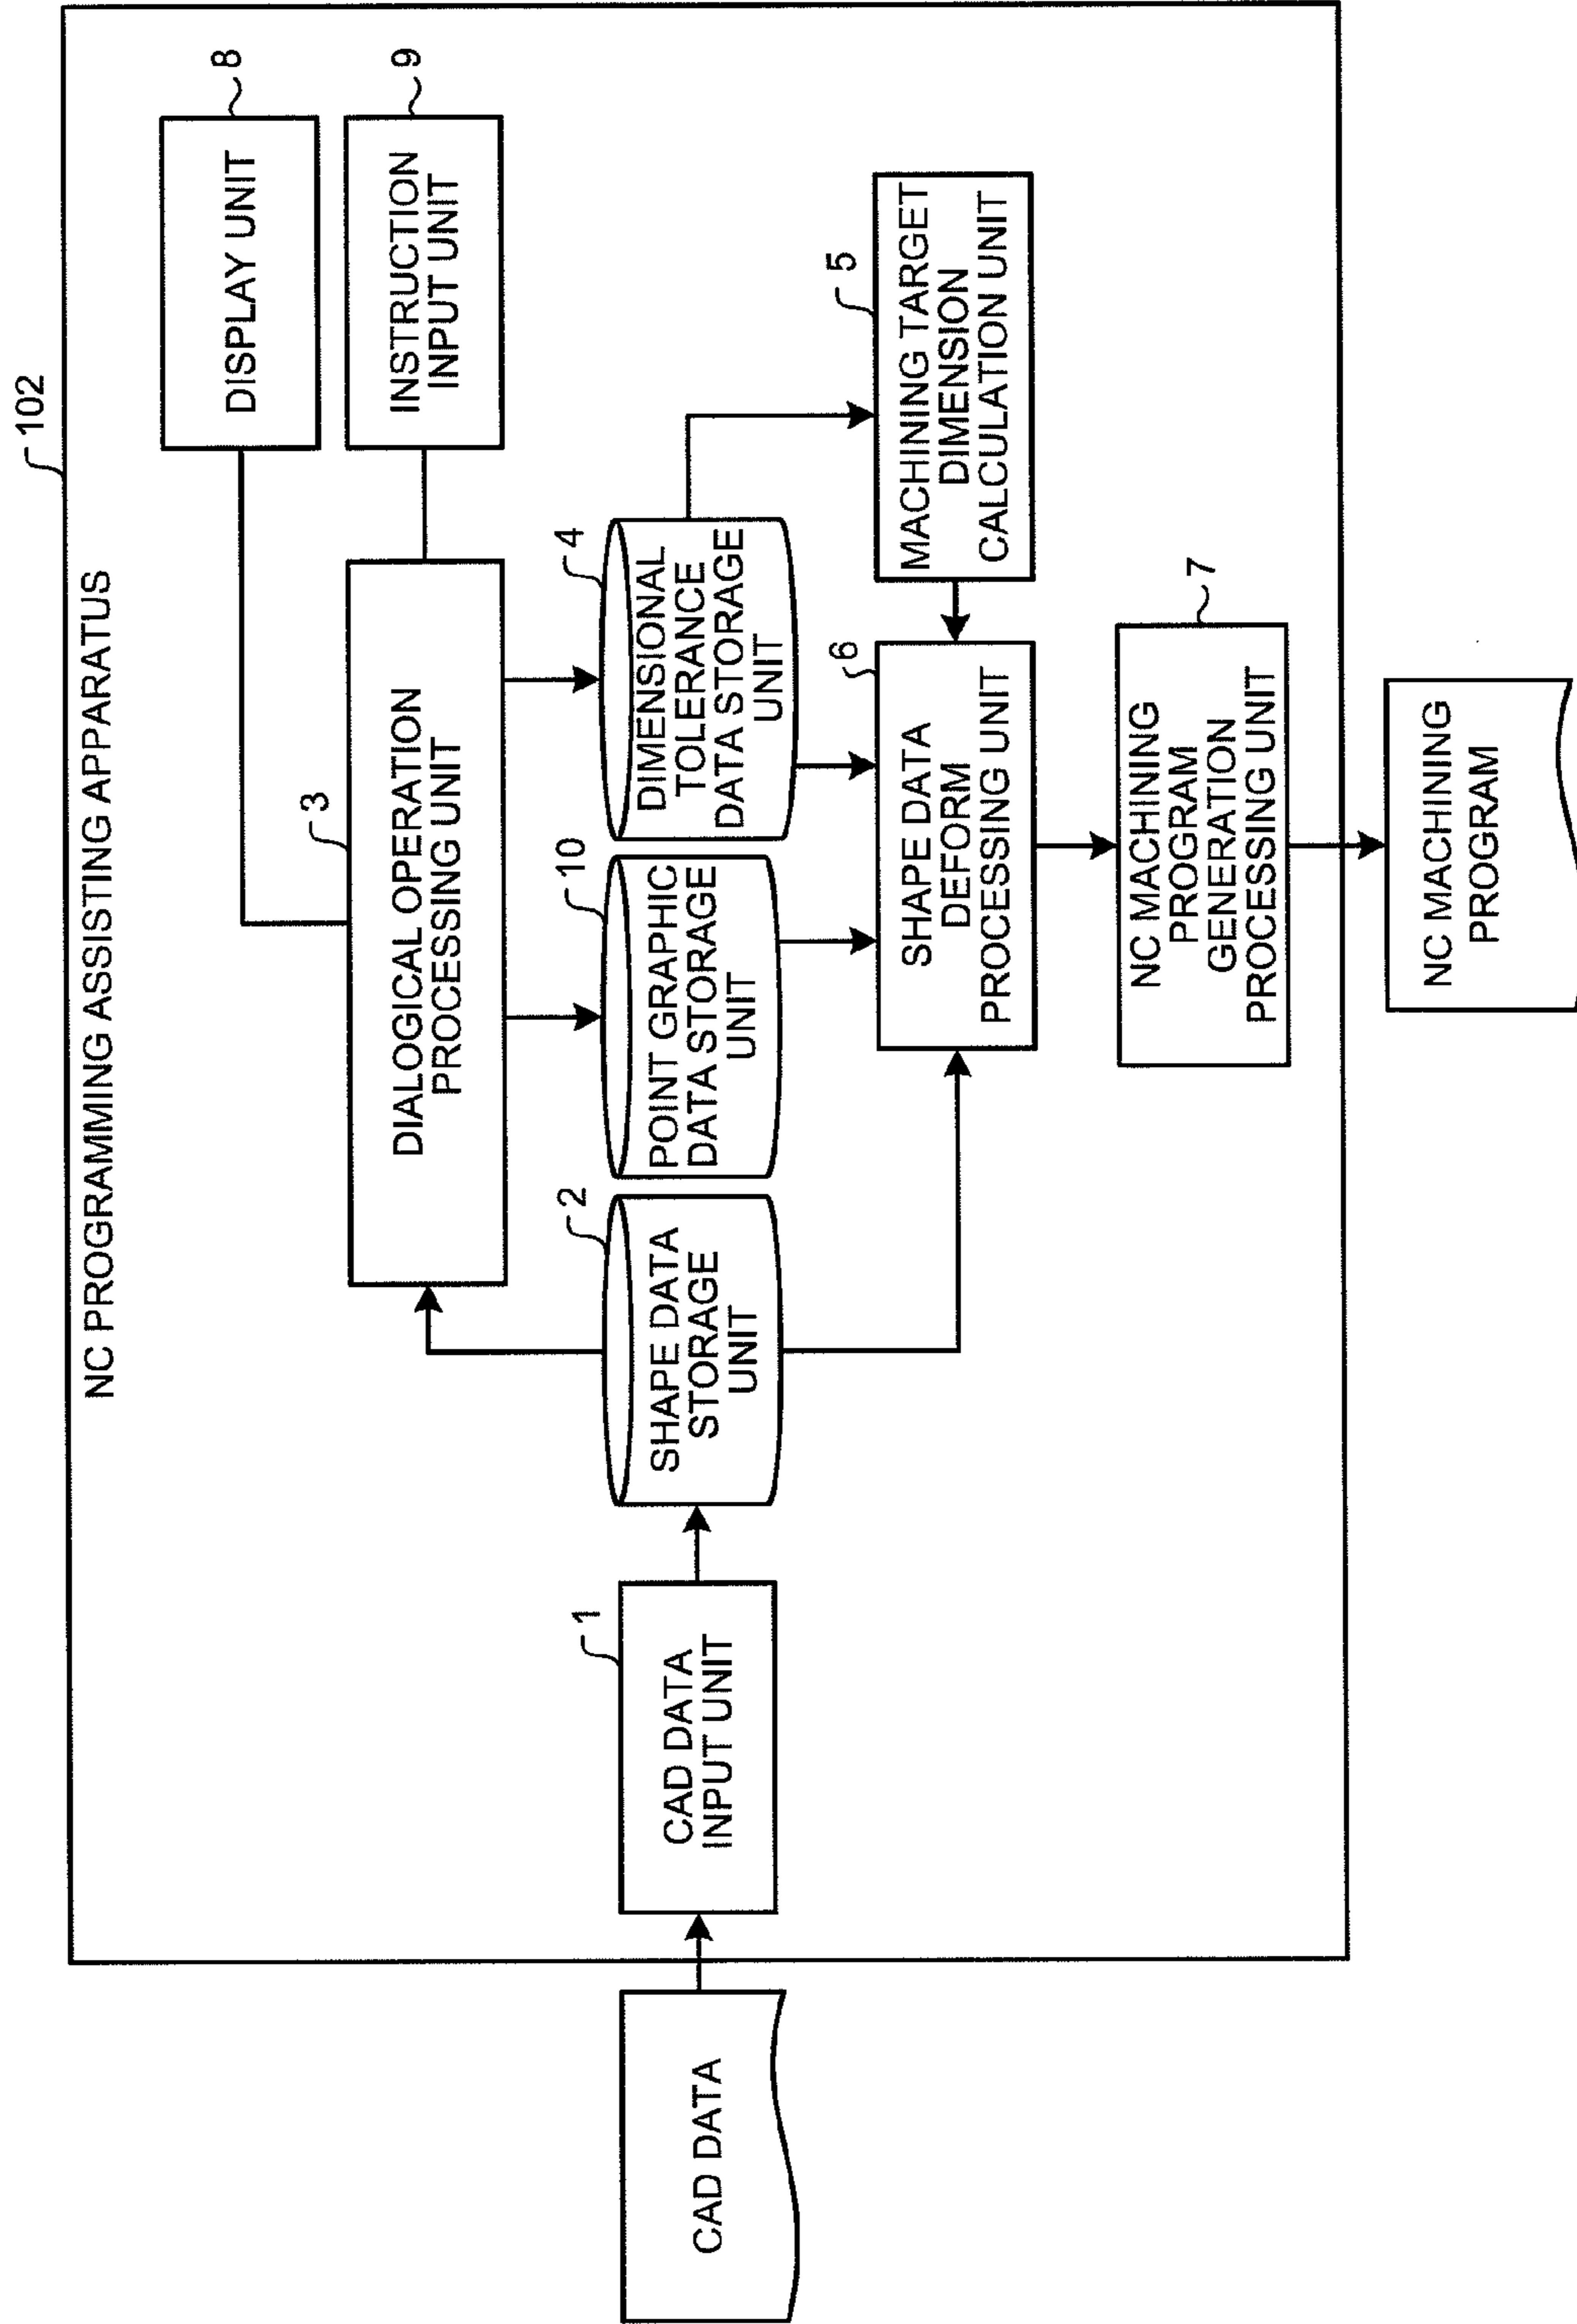 102
NC PROGRAMMING ASSISTING APPARATUS
8
DISPLAY UNIT
9
INSTRUCTION
INPUT UNIT
3
DIALOGICAL OPERATION
PROCESSING UNIT
CAD DATA
1
CAD DATA
INPUT UNIT
2
SHAPE DATA
STORAGE
UNIT
10
POINT GRAPHIC
DATA STORAGE
UNIT
4
DIMENSIONAL
TOLERANCE
DATA STORAGE
UNIT
5
MACHINING TARGET
DIMENSION
CALCULATION UNIT
6
SHAPE DATA
DEFORM
PROCESSING UNIT
7
NC MACHINING
PROGRAM
GENERATION
PROCESSING UNIT
NC MACHINING
PROGRAM